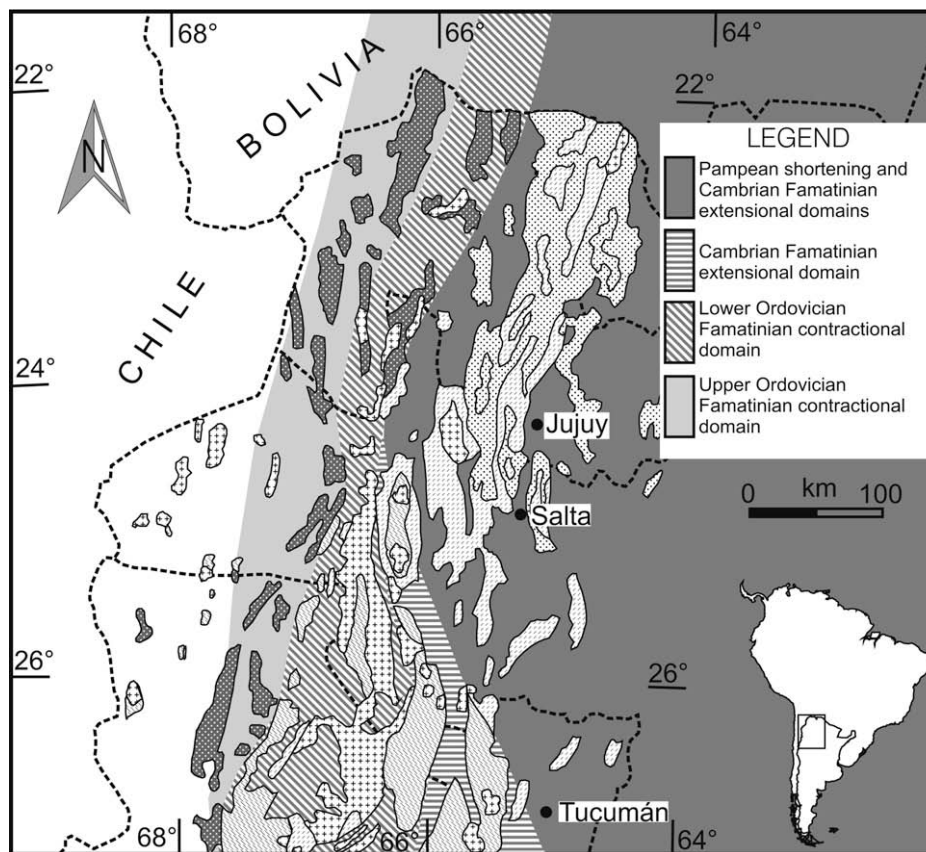 68°
66°
64°
22°
22°
BOLIVIA
N
LEGEND
Pampean shortening and
Cambrian Famatinian
extensional domains
Cambrian Famatinian
extensional domain
Lower Ordovician
Famatinian contractional
domain
Upper Ordovician
Famatinian contractional
domain
CHILE
24°
Jujuy
km
0 100
Salta
26°
26°
Tucumán
68°
66°
64°